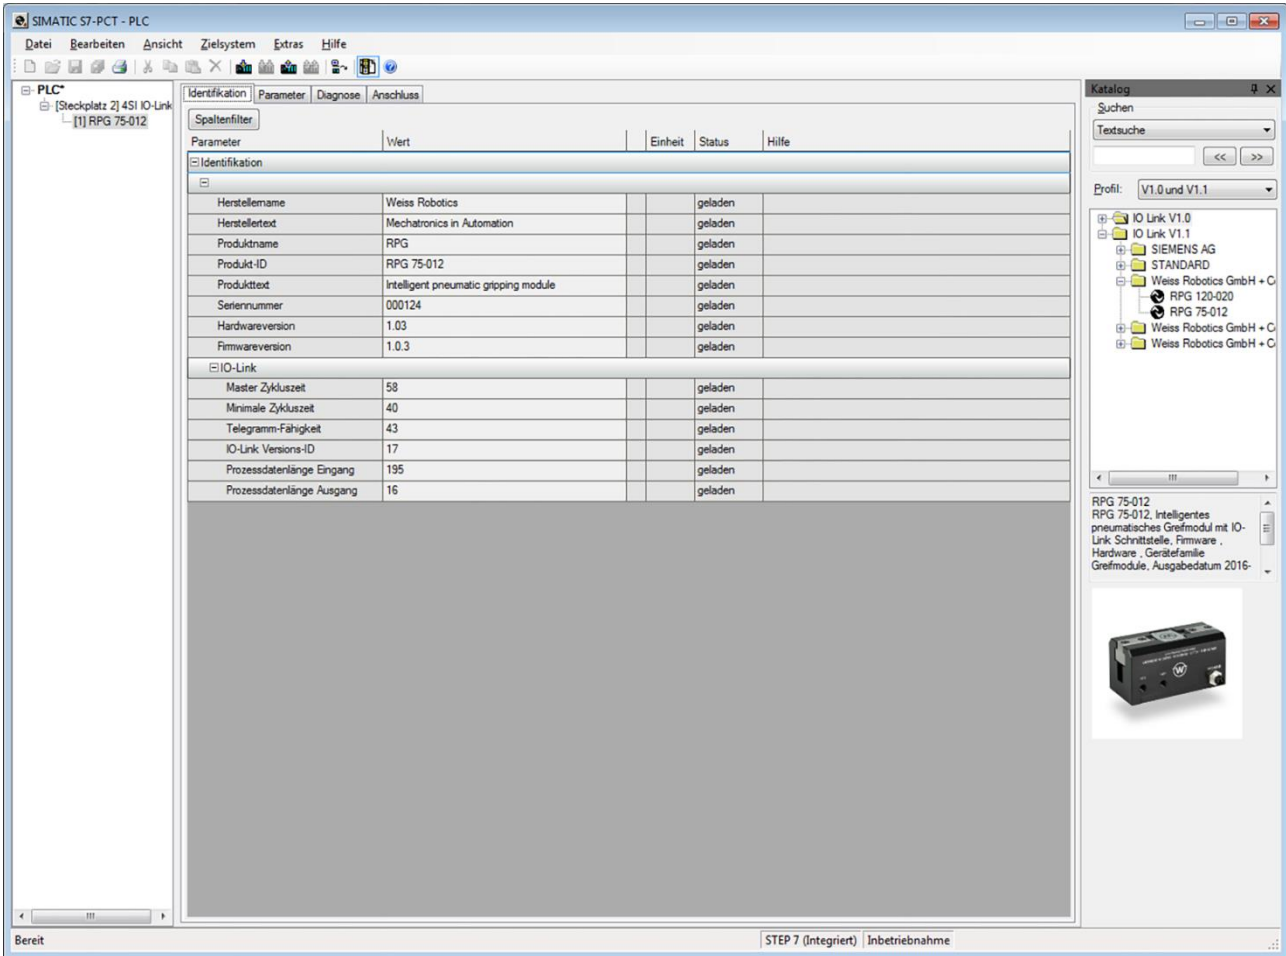 SIMATIC S7-PCT - PLC
Datei Bearbeiten Ansicht Zielsystem Extras Hilfe
PLC*
[Steckplatz 2] 4SI IO-Link
[1] RPG 75-012
Identifikation Parameter Diagnose Anschluss
Spaltenfilter
Parameter Wert Einheit Status Hilfe
Identifikation
Herstellername Weiss Robotics geladen
Herstellertext Mechatronics in Automation geladen
Produktname RPG geladen
Produkt-ID RPG 75-012 geladen
Produkttext Intelligent pneumatic gripping module geladen
Seriennummer 000124 geladen
Hardwareversion 1.03 geladen
Firmwareversion 1.0.3 geladen
IO-Link
Master Zykluszeit 58 geladen
Minimale Zykluszeit 40 geladen
Telegramm-Fähigkeit 43 geladen
IO-Link Versions-ID 17 geladen
Prozessdatenlänge Eingang 195 geladen
Prozessdatenlänge Ausgang 16 geladen
Katalog
Suchen
Textsuche
<< >>
Profil: V1.0 und V1.1
IO Link V1.0
IO Link V1.1
SIEMENS AG
STANDARD
Weiss Robotics GmbH + C
RPG 120-020
RPG 75-012
Weiss Robotics GmbH + C
Weiss Robotics GmbH + C
RPG 75-012
RPG 75-012, Intelligentes
pneumatisches Greifmodul mit IO-
Link Schnittstelle, Firmware ,
Hardware , Gerätefamilie
Greifmodule, Ausgabedatum 2016-
W
Bereit STEP 7 (Integriert) Inbetriebnahme